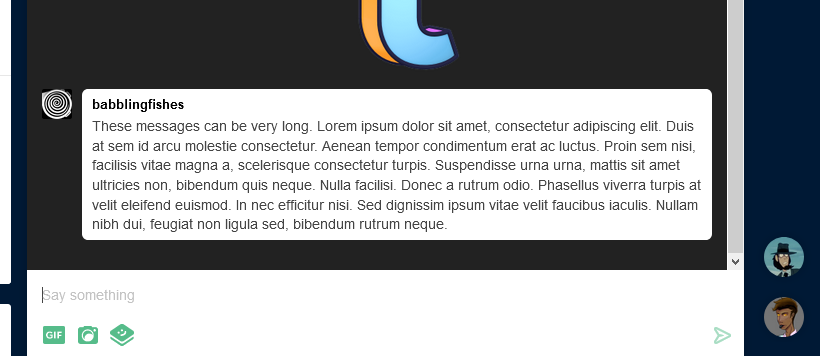 babblingfishes
These messages can be very long. Lorem ipsum dolor sit amet, consectetur adipiscing elit. Duis
at sem id arcu molestie consectetur. Aenean tempor condimentum erat ac luctus. Proin sem nisi,
facilisis vitae magna a, scelerisque consectetur turpis. Suspendisse urna urna, mattis sit amet
ultricies non, bibendum quis neque. Nulla facilisi. Donec a rutrum odio. Phasellus viverra turpis at
velit eleifend euismod. In nec efficitur nisi. Sed dignissim ipsum vitae velit faucibus iaculis. Nullam
nibh dui, feugiat non ligula sed, bibendum rutrum neque.
Say something
GIF